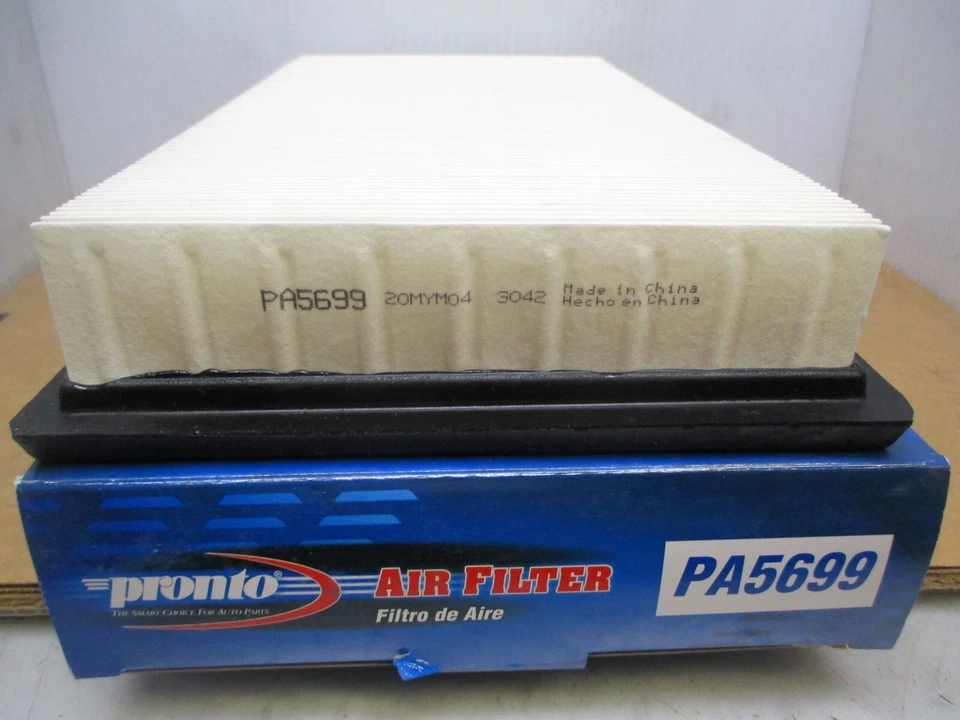 PA5699 20MYM04 3042 Made in China
Hecho en China
pronto®
THE SMART CHOICE FOR AUTO PARTS
AIR FILTER
Filtro de Aire
PA5699